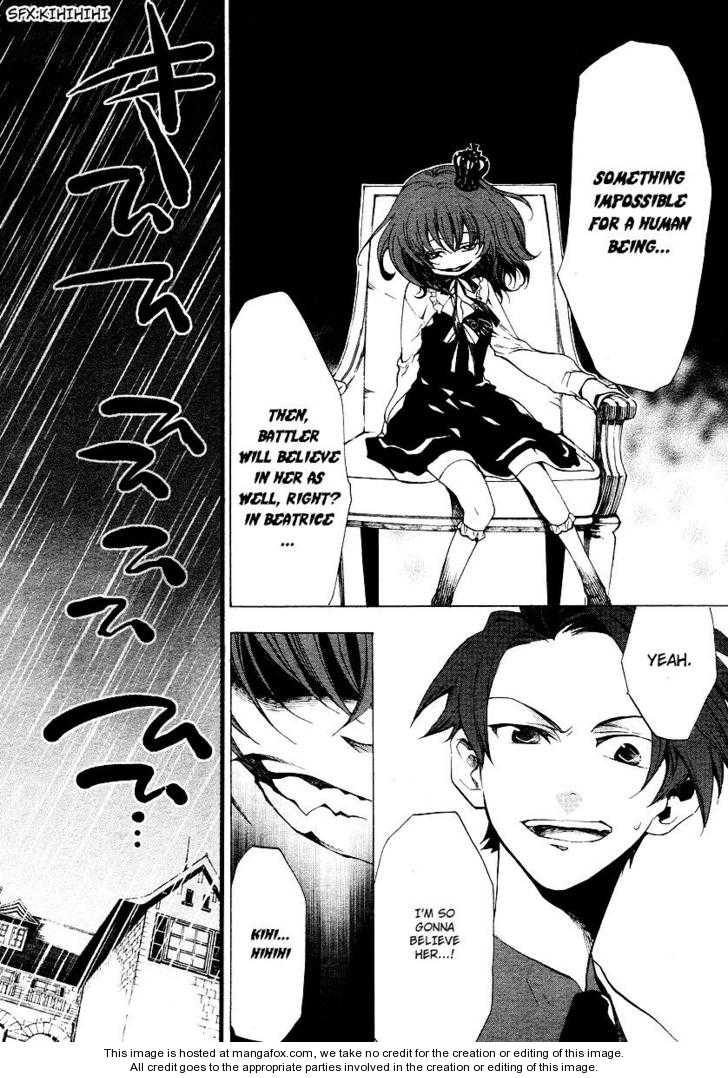 SOMETHING
IMPOSSIBLE
FOR A HUMAN
BEING...
THEN,
BATTLER
WILL BELIEVE
IN HER AS
WELL, RIGHT?
IN BEATRICE
...
YEAH.
I'M SO
GONNA
BELIEVE
HER...!
KIHI...
HIHIHI
SFX:KIHIHIHI
きひひひひひひひひ…
This image is hosted at mangafox.com, we take no credit for the creation or editing of this image.
All credit goes to the appropriate parties involved in the creation or editing of this image.